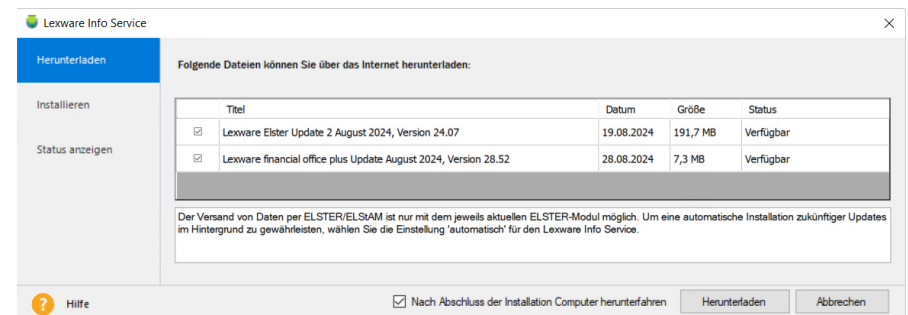 Lexware Info Service
Herunterladen
Installieren
Status anzeigen
Folgende Dateien können Sie über das Internet herunterladen:
Titel Datum Größe Status
Lexware Elster Update 2 August 2024, Version 24.07 19.08.2024 191,7 MB Verfügbar
Lexware financial office plus Update August 2024, Version 28.52 28.08.2024 7,3 MB Verfügbar
Der Versand von Daten per ELSTER/ELStAM ist nur mit dem jeweils aktuellen ELSTER-Modul möglich. Um eine automatische Installation zukünftiger Updates
im Hintergrund zu gewährleisten, wählen Sie die Einstellung 'automatisch' für den Lexware Info Service.
? Hilfe
Nach Abschluss der Installation Computer herunterfahren
Herunterladen
Abbrechen